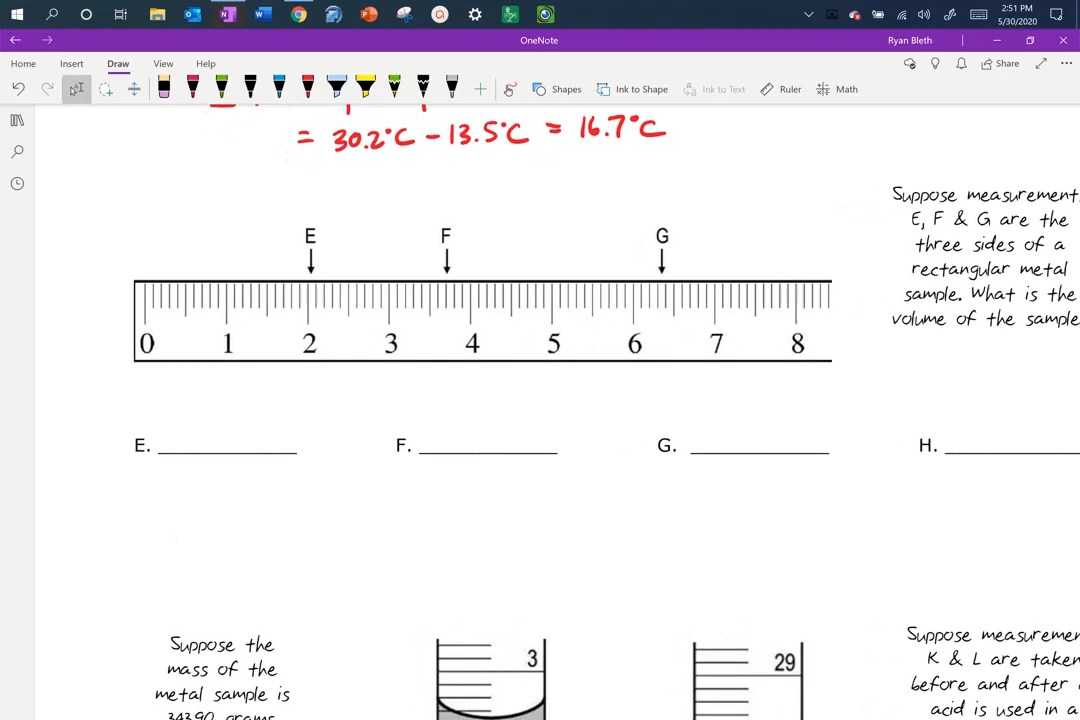 2:51 PM
5/30/2020
OneNote
Ryan Bleth
Home Insert Draw View Help
Share
Shapes Ink to Shape Ink to Text Ruler Math
= 30.2°C - 13.5°C = 16.7°C
Suppose measurement
E, F & G are the
three sides of a
rectangular metal
sample. What is the
volume of the sample
E F G
0 1 2 3 4 5 6 7 8
E. F. G. H.
Suppose the
mass of the
metal sample is
343.90 grams
3
29
Suppose measuremen
K & L are taken
before and after
acid is used in a